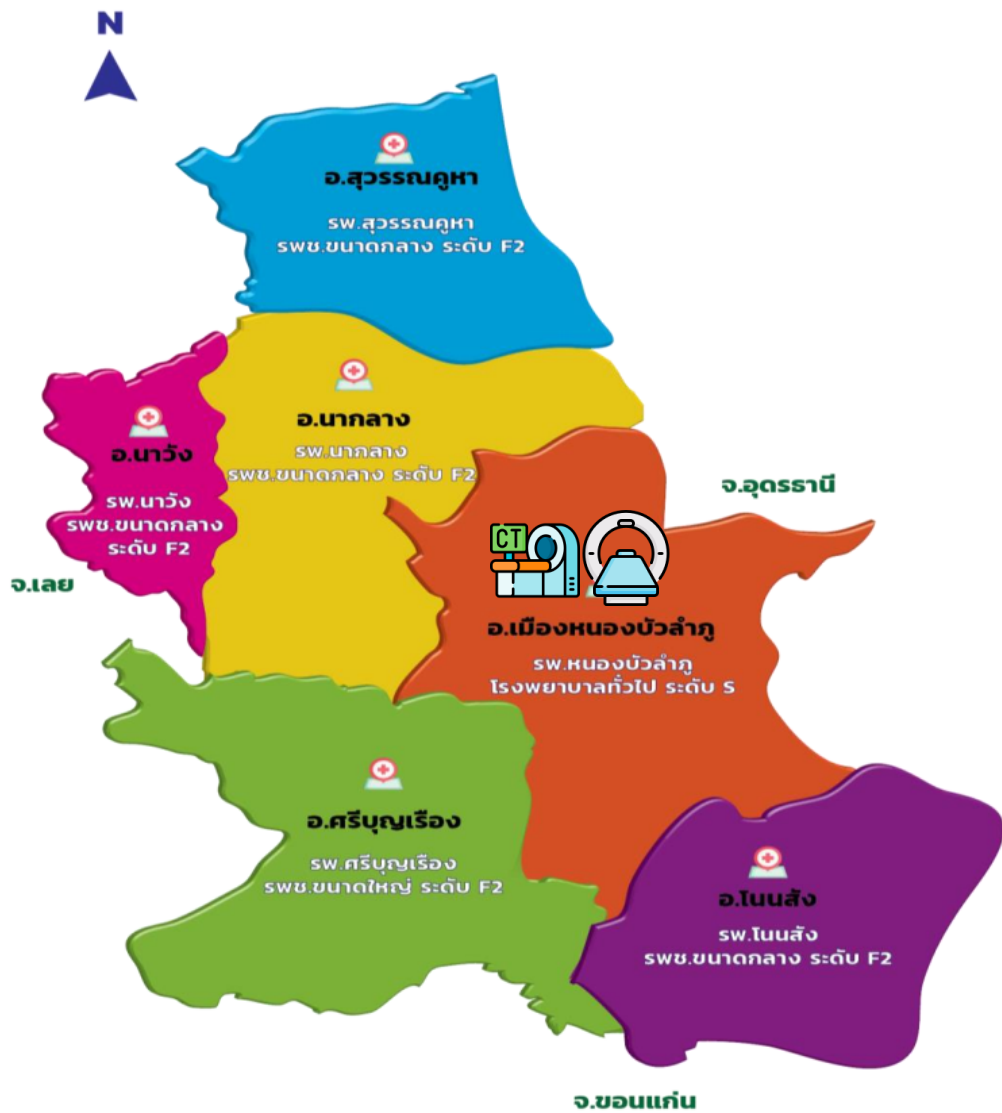 N
อ.สุวรรณคูหา
รพ.สุวรรณคูหา
รพช.ขนาดกลาง ระดับ F2
อ.นากลาง
รพ.นากลาง
รพช.ขนาดกลาง ระดับ F2
อ.นาวัง
รพ.นาวัง
รพช.ขนาดกลาง
ระดับ F2
จ.อุดรธานี
จ.เลย
CT
อ.เมืองหนองบัวลำภู
รพ.หนองบัวลำภู
โรงพยาบาลทั่วไป ระดับ S
อ.ศรีบุญเรือง
รพ.ศรีบุญเรือง
รพช.ขนาดใหญ่ ระดับ F2
อ.โนนสัง
รพ.โนนสัง
รพช.ขนาดกลาง ระดับ F2
จ.ขอนแก่น